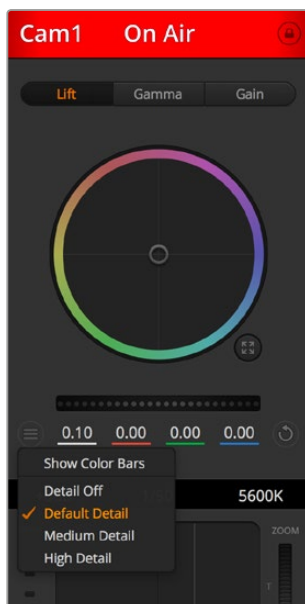 Cam1 On Air
Lift Gamma Gain
0.10 0.00 0.00 0.00
Show Color Bars
Detail Off
5600K
Default Detail
Medium Detail
ZOOM
High Detail
T